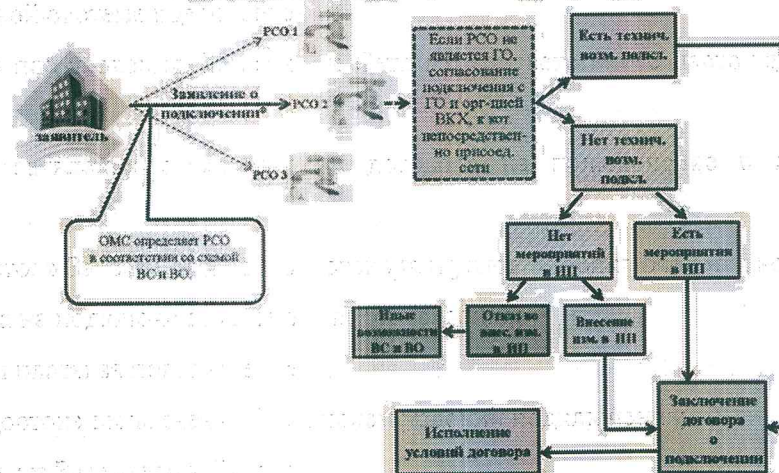 РСО 1
Заявление о
подключении*
РСО 2
заявитель
РСО 3
ОМС определяет РСО
в соответствии со схемой
ВС и ВО.
Если РСО не
является ГО,
согласование
подключения с
ГО и орг-цией
ВКХ, к кот
непосредствен-
но присоед.
сети
Есть технич.
возм. подкл.
Нет технич.
возм.
подкл.
Нет
мероприятий
в ИП
Есть
мероприятия
в ИП
Иные
возможности
ВС и ВО
Отказ во
внес. изм.
в ИП
Внесение
изм. в ИП
Заключение
договора
о
подключении
Исполнение
условий договора